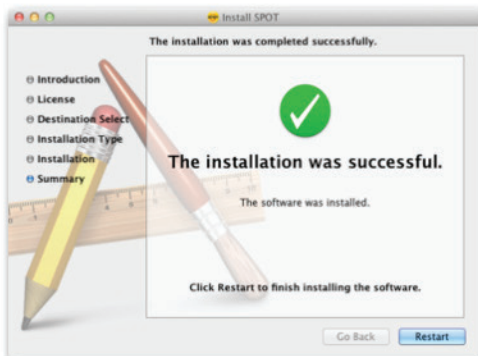 Install SPOT
The installation was completed successfully.
Introduction
License
Destination Select
Installation Type
Installation
Summary
The installation was successful.
The software was installed.
Click Restart to finish installing the software.
Go Back
Restart